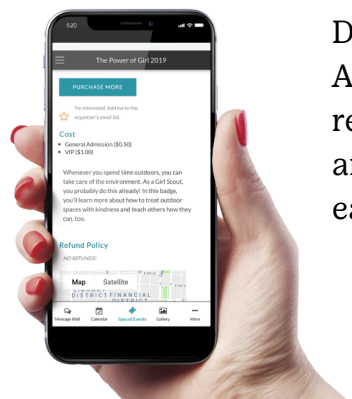 5:20
The Power of Girl 2019
PURCHASE MORE
I'm interested. Add me to the
organizer's email list.
Cost
General Admission ($0.50)
VIP ($1.00)
Whenever you spend time outdoors, you can
take care of the environment. As a Girl Scout,
you probably do this already! In this badge,
you'll learn more about how to treat outdoor
spaces with kindness and teach others how they
can, too.
Refund Policy
NO REFUNDS!
Map Satellite
DISTRICT FINANCIAL
DISTRICT
Message Wall Calendar Special Events Gallery More
D
A
re
a
ea